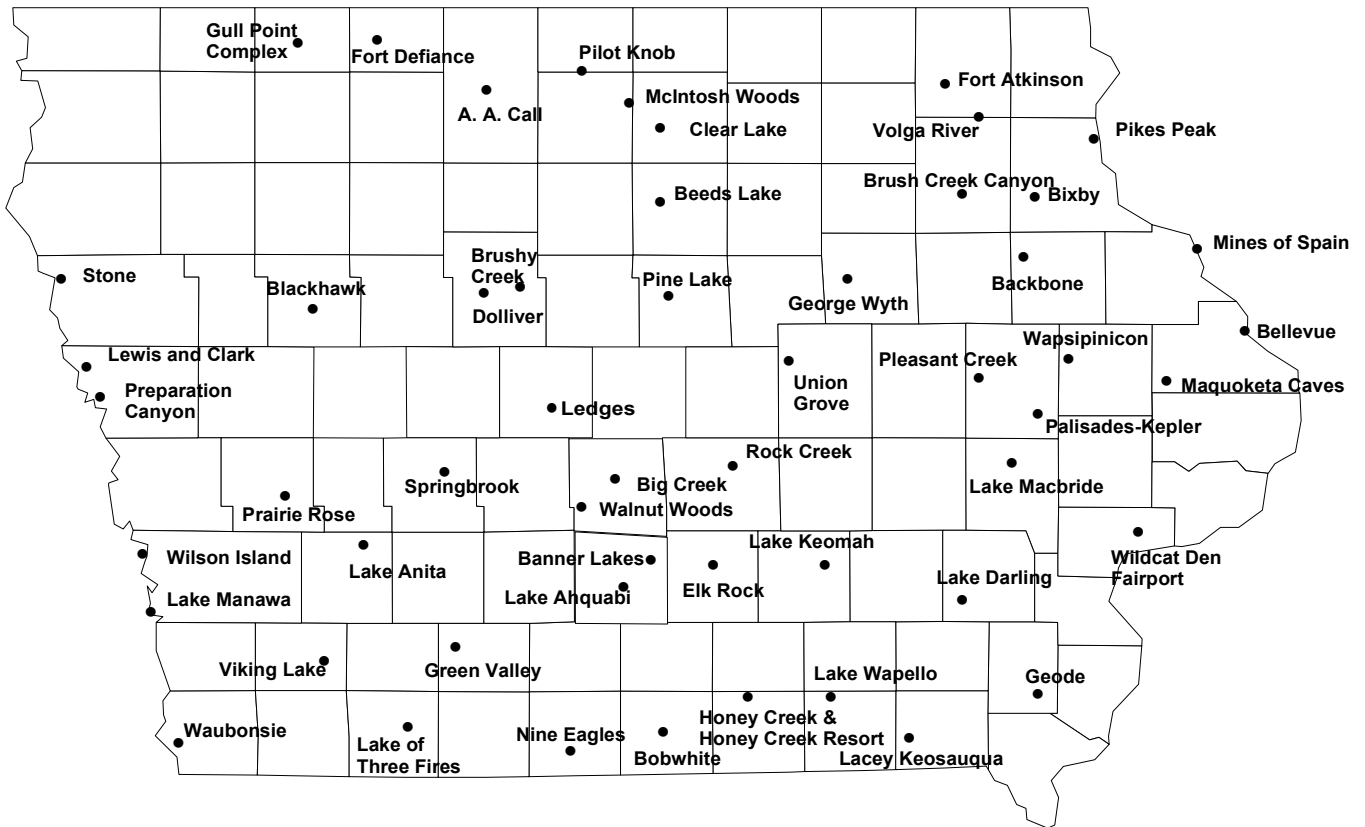 Gull Point
Complex
Fort Defiance
Pilot Knob
A. A. Call
McIntosh Woods
Clear Lake
Fort Atkinson
Volga River
Pikes Peak
Beeds Lake
Brush Creek Canyon
Bixby
Mines of Spain
Stone
Blackhawk
Brushy
Creek
Dolliver
Pine Lake
George Wyth
Backbone
Bellevue
Lewis and Clark
Preparation
Canyon
Ledges
Union
Grove
Pleasant Creek
Wapsipinicon
Maquoketa Caves
Palisades-Kepler
Rock Creek
Springbrook
Prairie Rose
Big Creek
Walnut Woods
Lake Macbride
Wilson Island
Lake Manawa
Lake Anita
Banner Lakes
Lake Ahquabi
Elk Rock
Lake Keomah
Lake Darling
Wildcat Den
Fairport
Viking Lake
Green Valley
Lake Wapello
Geode
Waubonsie
Lake of
Three Fires
Nine Eagles
Bobwhite
Honey Creek &
Honey Creek Resort
Lacey Keosauqua